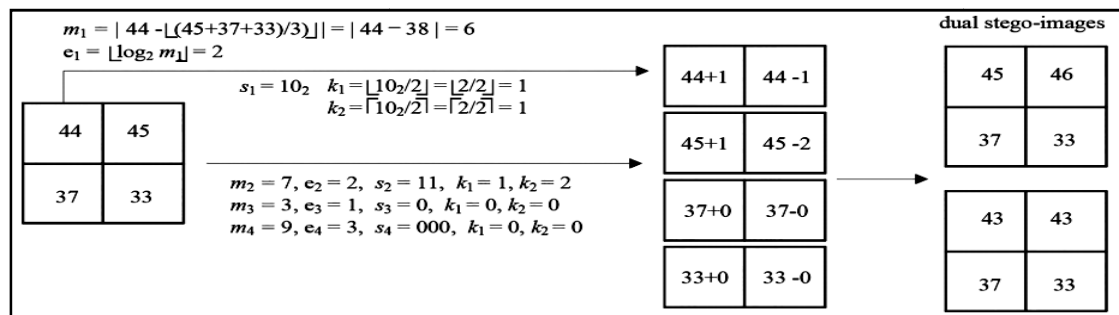 dual stego-images
m₁ = | 44 -⌊(45+37+33)/3)⌋| = | 44 − 38 | = 6
e₁ = ⌊log₂ m₁⌋ = 2
s₁ = 10₂ k₁ = ⌊10₂/2⌋ = ⌊2/2⌋ = 1
k₂ = ⌈10₂/2⌉ = ⌈2/2⌉ = 1
44 45
37 33
m₂ = 7, e₂ = 2, s₂ = 11, k₁ = 1, k₂ = 2
m₃ = 3, e₃ = 1, s₃ = 0, k₁ = 0, k₂ = 0
m₄ = 9, e₄ = 3, s₄ = 000, k₁ = 0, k₂ = 0
44+1 44 -1
45+1 45 -2
37+0 37-0
33+0 33 -0
45 46
37 33
43 43
37 33